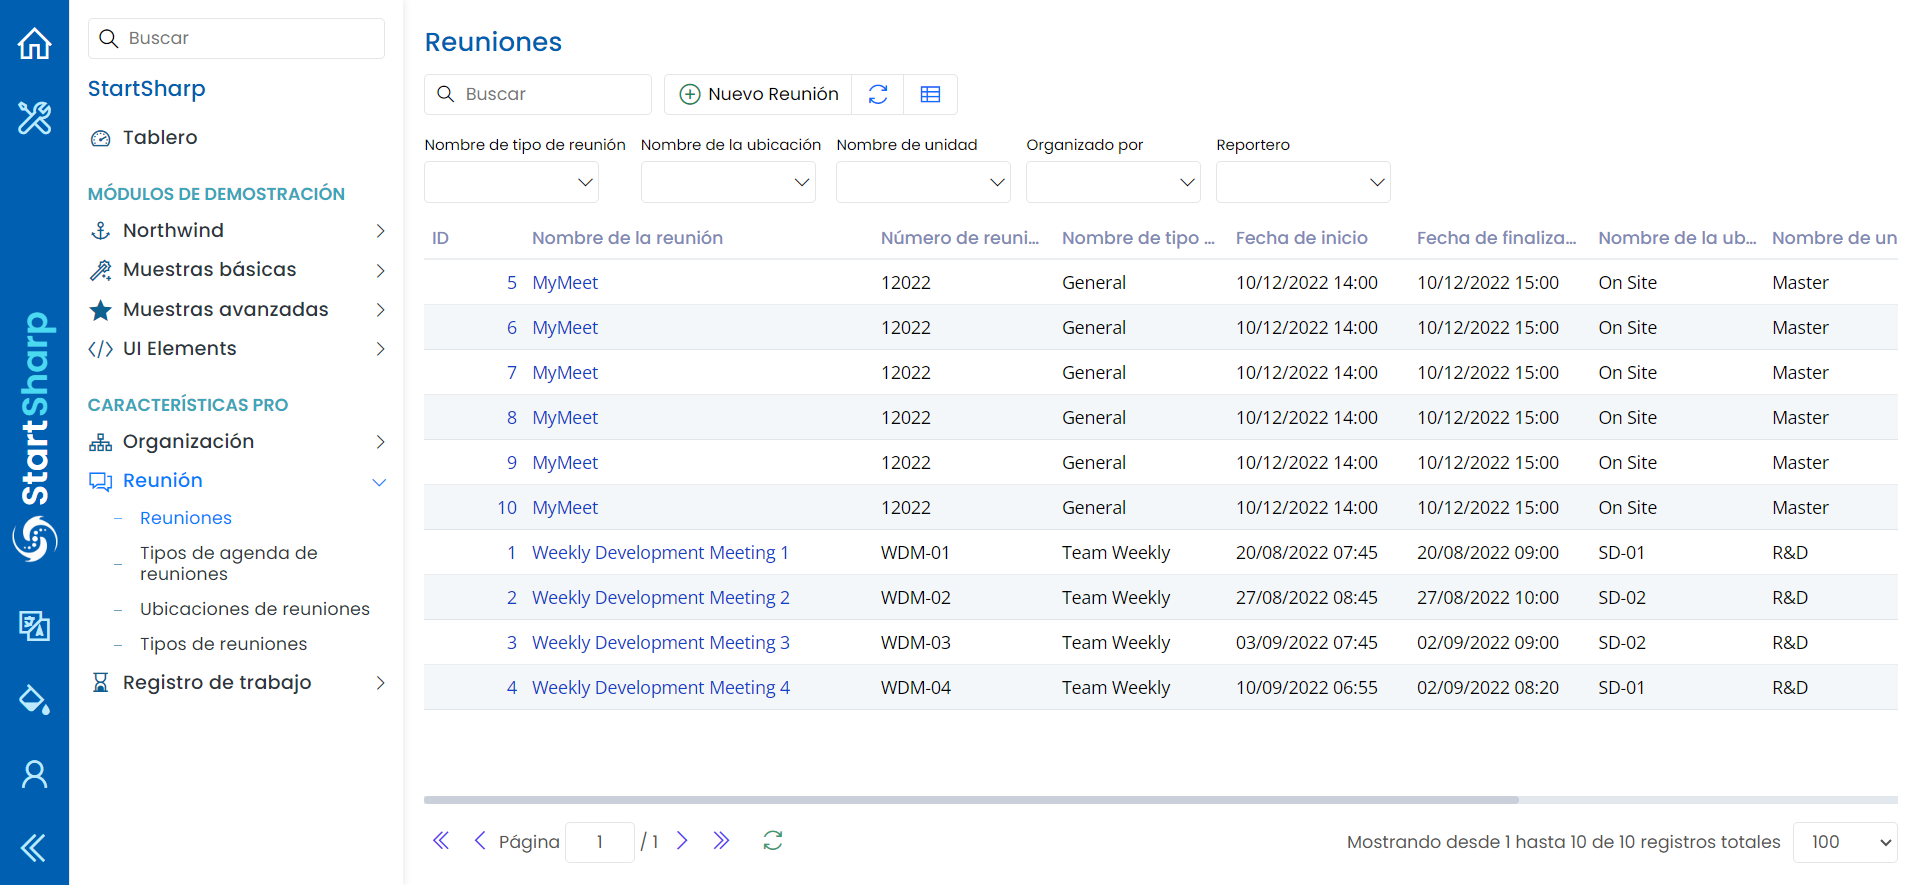 StartSharp
Buscar
StartSharp
Tablero
MÓDULOS DE DEMOSTRACIÓN
Northwind
Muestras básicas
Muestras avanzadas
UI Elements
CARACTERÍSTICAS PRO
Organización
Reunión
Reuniones
Tipos de agenda de
reuniones
Ubicaciones de reuniones
Tipos de reuniones
Registro de trabajo
Reuniones
Buscar Nuevo Reunión
Nombre de tipo de reunión Nombre de la ubicación Nombre de unidad Organizado por Reportero
ID Nombre de la reunión Número de reuni... Nombre de tipo ... Fecha de inicio Fecha de finaliza... Nombre de la ub... Nombre de un
5 MyMeet 12022 General 10/12/2022 14:00 10/12/2022 15:00 On Site Master
6 MyMeet 12022 General 10/12/2022 14:00 10/12/2022 15:00 On Site Master
7 MyMeet 12022 General 10/12/2022 14:00 10/12/2022 15:00 On Site Master
8 MyMeet 12022 General 10/12/2022 14:00 10/12/2022 15:00 On Site Master
9 MyMeet 12022 General 10/12/2022 14:00 10/12/2022 15:00 On Site Master
10 MyMeet 12022 General 10/12/2022 14:00 10/12/2022 15:00 On Site Master
1 Weekly Development Meeting 1 WDM-01 Team Weekly 20/08/2022 07:45 20/08/2022 09:00 SD-01 R&D
2 Weekly Development Meeting 2 WDM-02 Team Weekly 27/08/2022 08:45 27/08/2022 10:00 SD-02 R&D
3 Weekly Development Meeting 3 WDM-03 Team Weekly 03/09/2022 07:45 02/09/2022 09:00 SD-02 R&D
4 Weekly Development Meeting 4 WDM-04 Team Weekly 10/09/2022 06:55 02/09/2022 08:20 SD-01 R&D
Página 1 / 1 Mostrando desde 1 hasta 10 de 10 registros totales 100